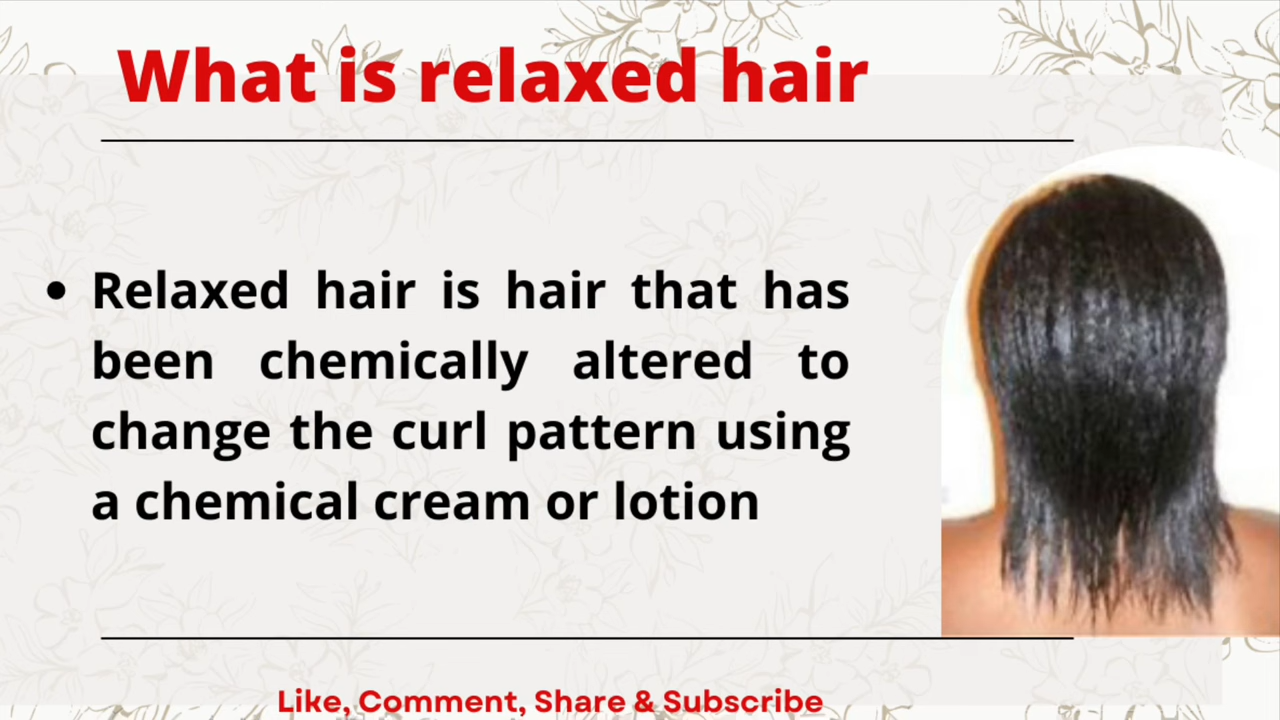 What is relaxed hair
• Relaxed hair is hair that has
been chemically altered to
change the curl pattern using
a chemical cream or lotion
Like, Comment, Share & Subscribe